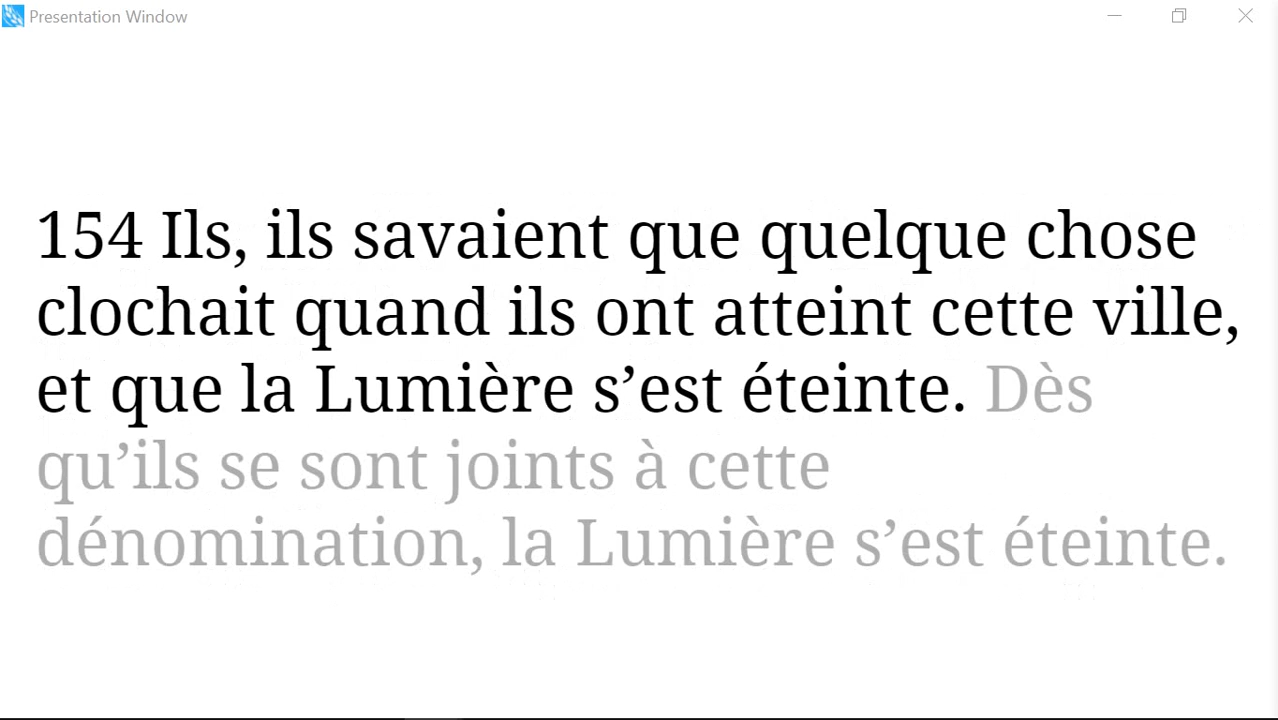 Presentation Window
154 Ils, ils savaient que quelque chose
clochait quand ils ont atteint cette ville,
et que la Lumière s’est éteinte. Dès
qu’ils se sont joints à cette
dénomination, la Lumière s’est éteinte.